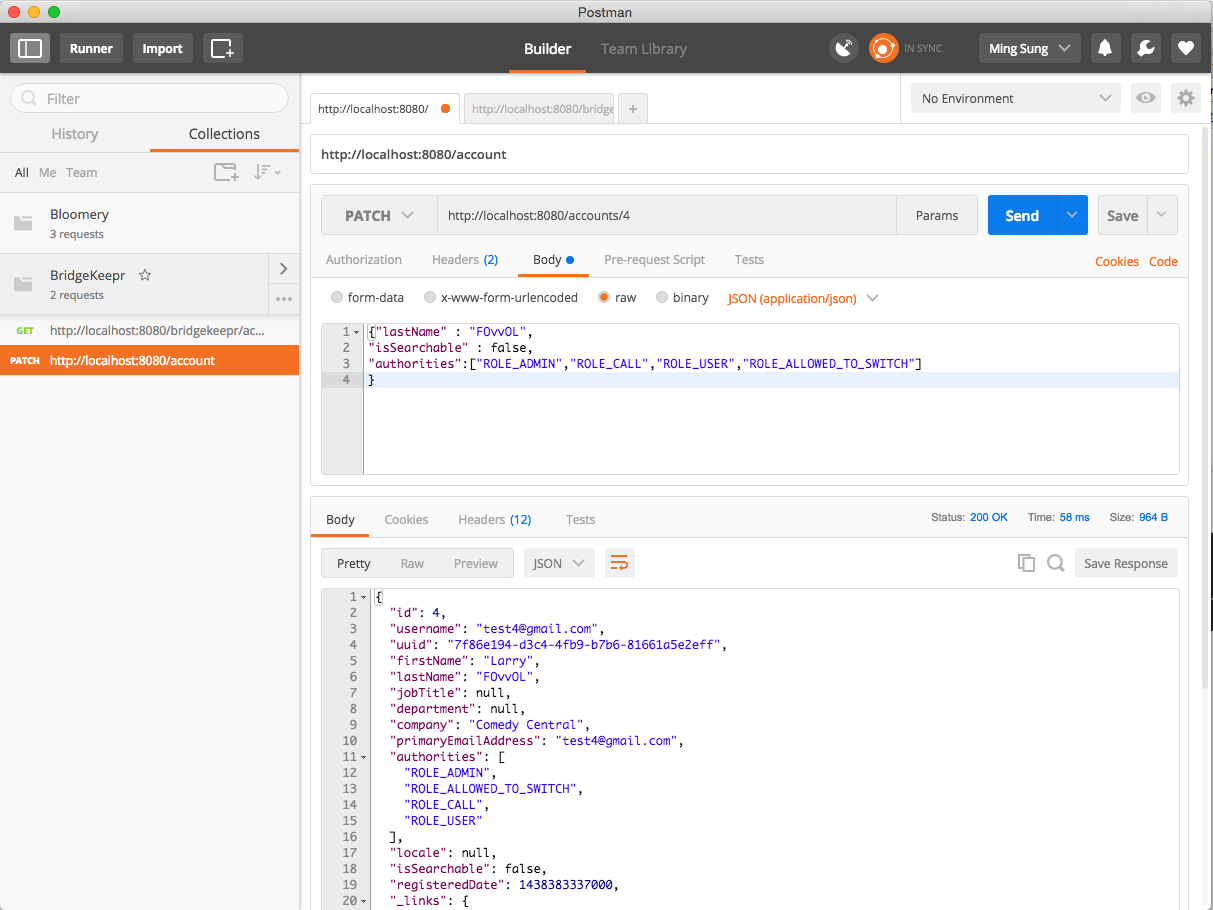 Postman
Runner Import Builder Team Library IN SYNC Ming Sung
Filter
History Collections
All Me Team
Bloomery
3 requests
BridgeKeepr
2 requests
GET http://localhost:8080/bridgekeepr/ac...
PATCH http://localhost:8080/account
http://localhost:8080/ http://localhost:8080/bridge + No Environment
http://localhost:8080/account
PATCH http://localhost:8080/accounts/4 Params Send Save
Authorization Headers (2) Body Pre-request Script Tests Cookies Code
form-data x-www-form-urlencoded raw binary JSON (application/json)
1 {"lastName" : "FOvvOL",
2 "isSearchable" : false,
3 "authorities":["ROLE_ADMIN","ROLE_CALL","ROLE_USER","ROLE_ALLOWED_TO_SWITCH"]
4 }
Body Cookies Headers (12) Tests Status: 200 OK Time: 58 ms Size: 964 B
Pretty Raw Preview JSON Save Response
1 {
2 "id": 4,
3 "username": "test4@gmail.com",
4 "uuid": "7f86e194-d3c4-4fb9-b7b6-81661a5e2eff",
5 "firstName": "Larry",
6 "lastName": "FOvvOL",
7 "jobTitle": null,
8 "department": null,
9 "company": "Comedy Central",
10 "primaryEmailAddress": "test4@gmail.com",
11 "authorities": [
12 "ROLE_ADMIN",
13 "ROLE_ALLOWED_TO_SWITCH",
14 "ROLE_CALL",
15 "ROLE_USER"
16 ],
17 "locale": null,
18 "isSearchable": false,
19 "registeredDate": 1438383337000,
20 "_links": {